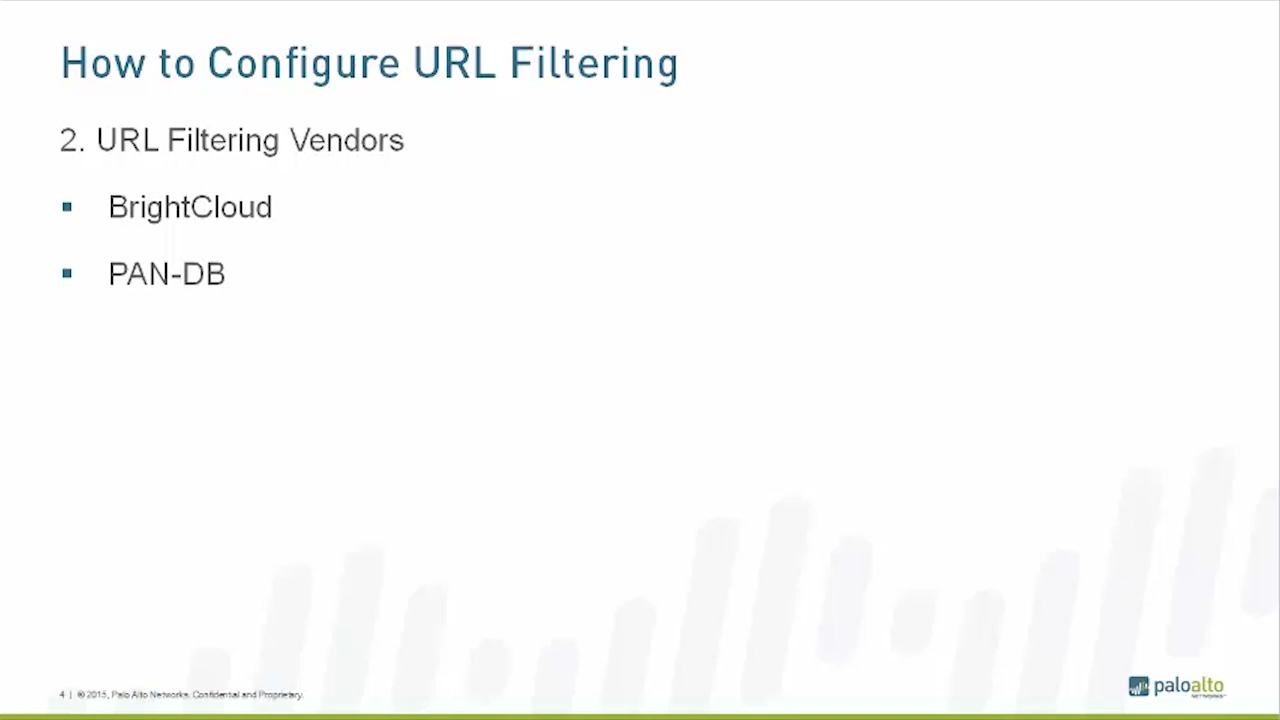 How to Configure URL Filtering
2. URL Filtering Vendors
▪ BrightCloud
▪ PAN-DB
4 | © 2015, Palo Alto Networks. Confidential and Proprietary.
paloalto
NETWORKS™